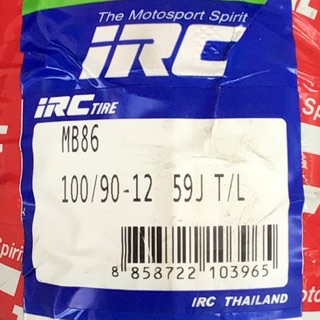 The Motosport Spirit
iRC
iRC TIRE
MB86
100/90-12 59J T/L
8 858722 103965
IRC THAILAND